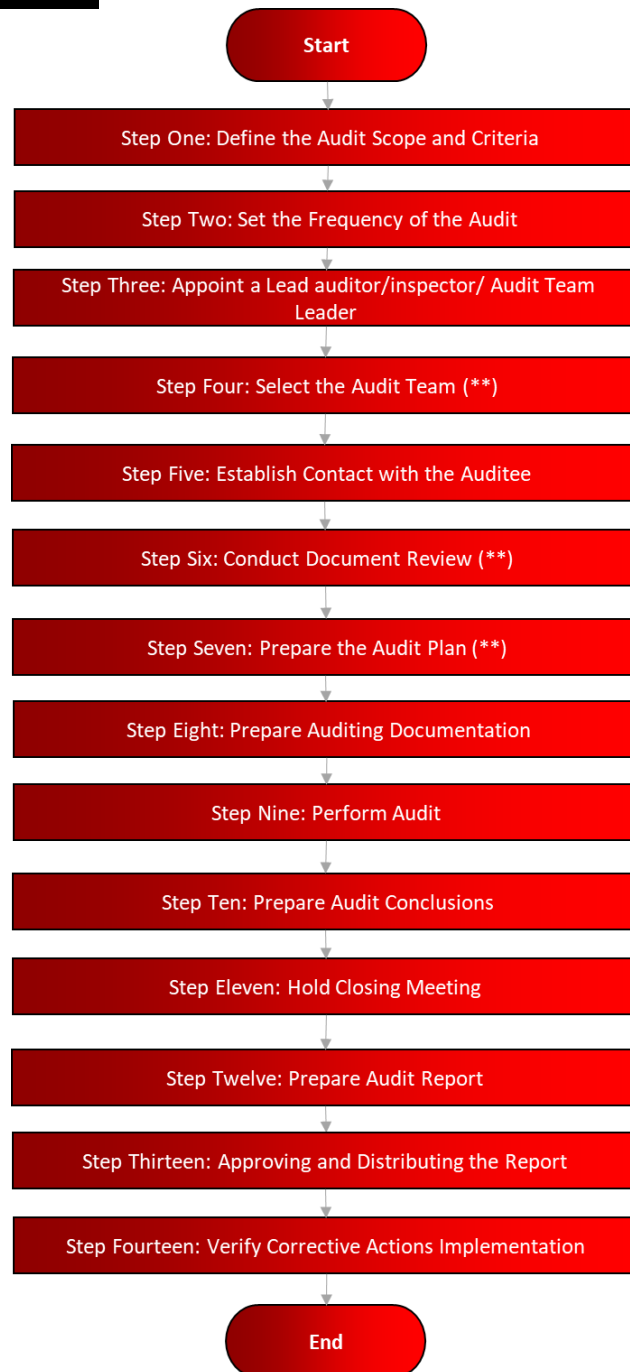 Start
Step One: Define the Audit Scope and Criteria
Step Two: Set the Frequency of the Audit
Step Three: Appoint a Lead auditor/inspector/ Audit Team
Leader
Step Four: Select the Audit Team (**)
Step Five: Establish Contact with the Auditee
Step Six: Conduct Document Review (**)
Step Seven: Prepare the Audit Plan (**)
Step Eight: Prepare Auditing Documentation
Step Nine: Perform Audit
Step Ten: Prepare Audit Conclusions
Step Eleven: Hold Closing Meeting
Step Twelve: Prepare Audit Report
Step Thirteen: Approving and Distributing the Report
Step Fourteen: Verify Corrective Actions Implementation
End